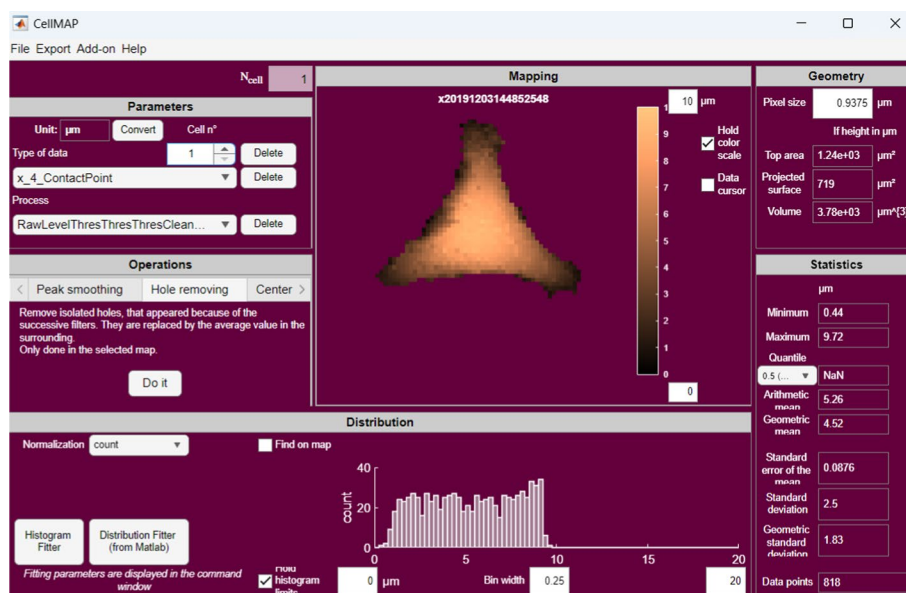 CellMAP
File Export Add-on Help
Ncell 1
Parameters
Unit: μm Convert Cell n°
Type of data 1 Delete
x_4_ContactPoint Delete
Process
RawLevelThresThresThresClean... Delete
Operations
< Peak smoothing Hole removing Center >
Remove isolated holes, that appeared because of the
successive filters. They are replaced by the average value in the
surrounding.
Only done in the selected map.
Do it
Mapping
x20191203144852548
10 μm
1
9
8
7
6
5
4
3
2
1
0
0
Hold
color
scale
Data
cursor
Geometry
Pixel size 0.9375 μm
If height in μm
Top area 1.24e+03 μm²
Projected
surface 719 μm²
Volume 3.78e+03 μm^{3}
Statistics
μm
Minimum 0.44
Maximum 9.72
Quantile
0.5 (... NaN
Arithmetic
mean 5.26
Geometric
mean 4.52
Standard
error of the
mean 0.0876
Standard
deviation 2.5
Geometric
standard
deviation 1.83
Data points 818
Distribution
Normalization count Find on map
40
20
0
count
0 5 10 15 20
Histogram
Fitter
Distribution Fitter
(from Matlab)
Fitting parameters are displayed in the command
window
Hold
histogram
limits
0 μm Bin width 0.25 20